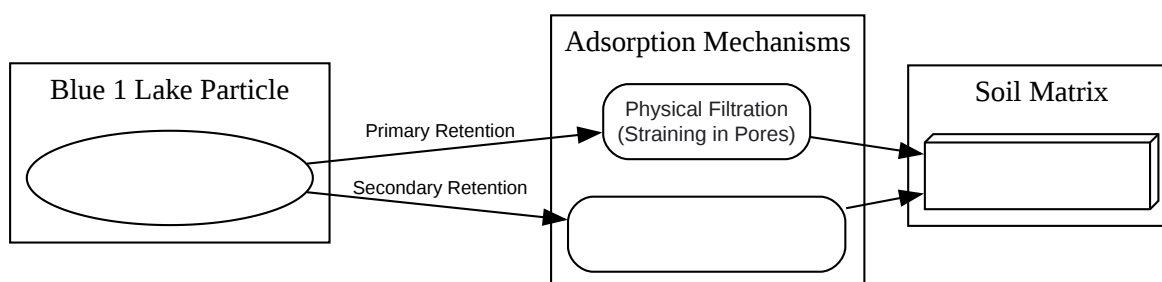 Blue 1 Lake Particle
Primary Retention
Secondary Retention
Adsorption Mechanisms
Physical Filtration
(Straining in Pores)
Soil Matrix